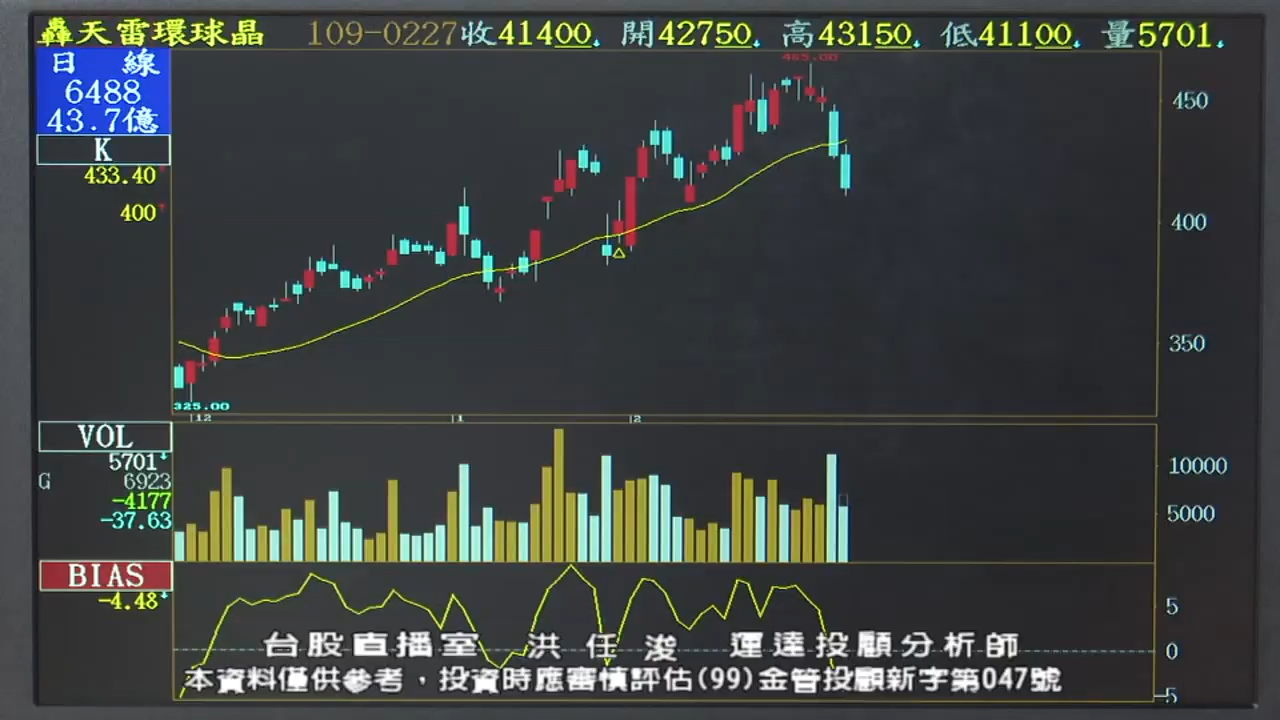 轟天雷環球晶 109-0227 收41400 開42750 高43150 低41100 量5701
日 線
6488
43.7億
K
433.40
400
465.00
450
400
350
325.00
12 1 2
VOL
5701
G 6923
-4177
-37.63
10000
5000
BIAS
-4.48
5
0
-5
台股直播室 洪任浚 運達投顧分析師
本資料僅供參考，投資時應審慎評估(99)金管投顧新字第047號